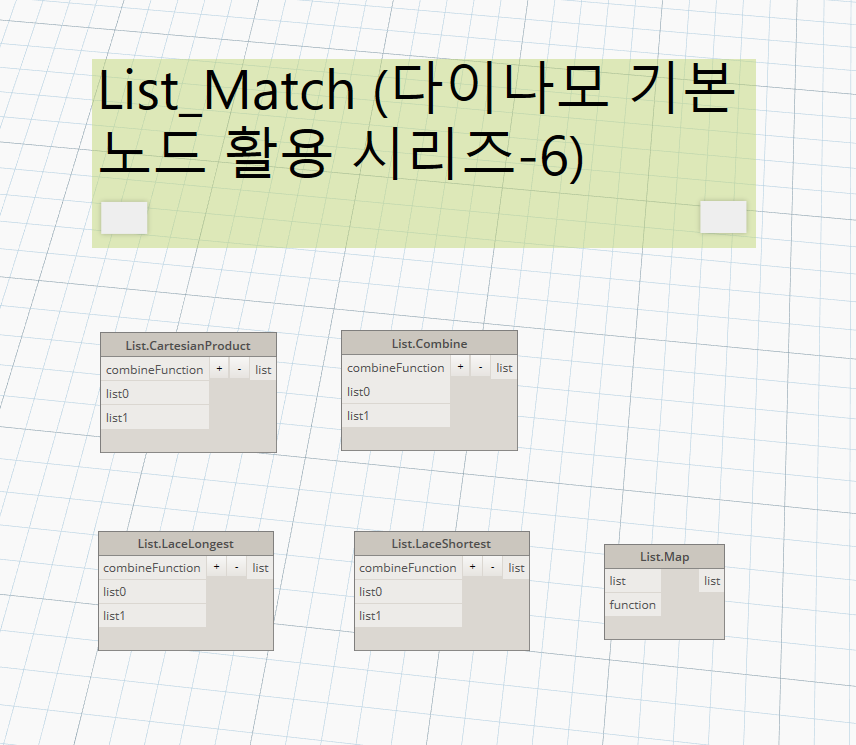 List_Match (다이나모 기본
노드 활용 시리즈-6)
List.CartesianProduct
combineFunction + - list
list0
list1
List.Combine
combineFunction + - list
list0
list1
List.LaceLongest
combineFunction + - list
list0
list1
List.LaceShortest
combineFunction + - list
list0
list1
List.Map
list list
function